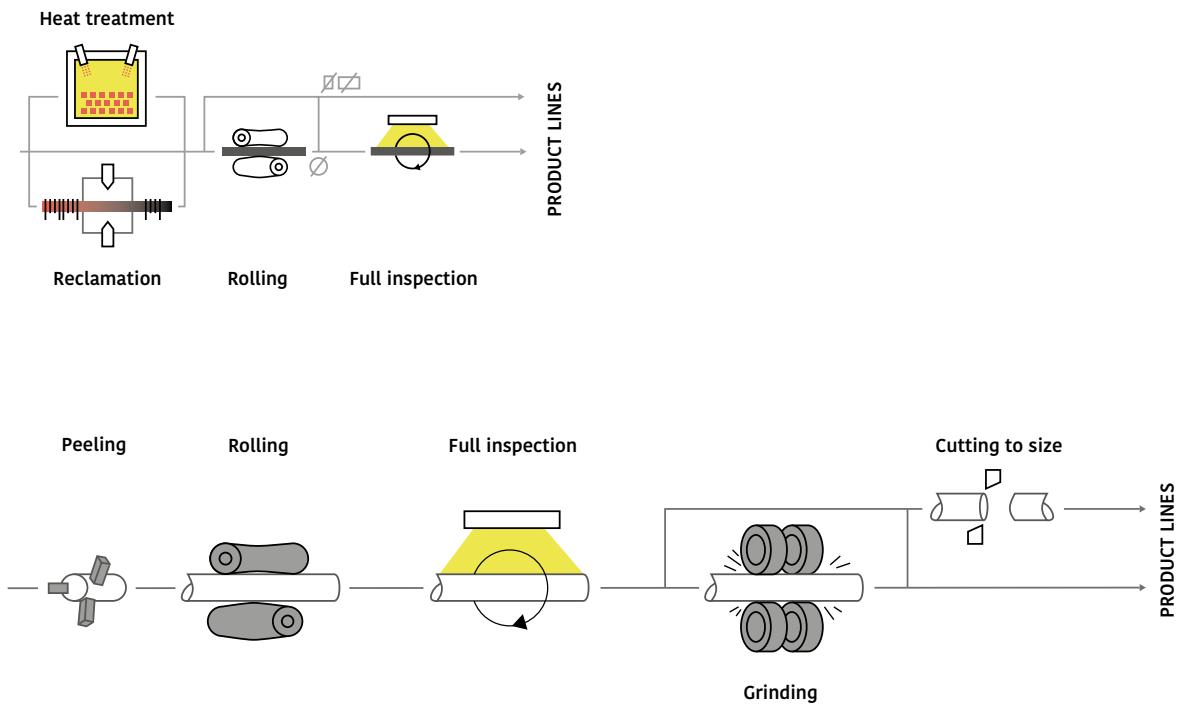 Heat treatment
PRODUCT LINES
Reclamation
Rolling
Full inspection
Peeling
Rolling
Full inspection
Cutting to size
PRODUCT LINES
Grinding